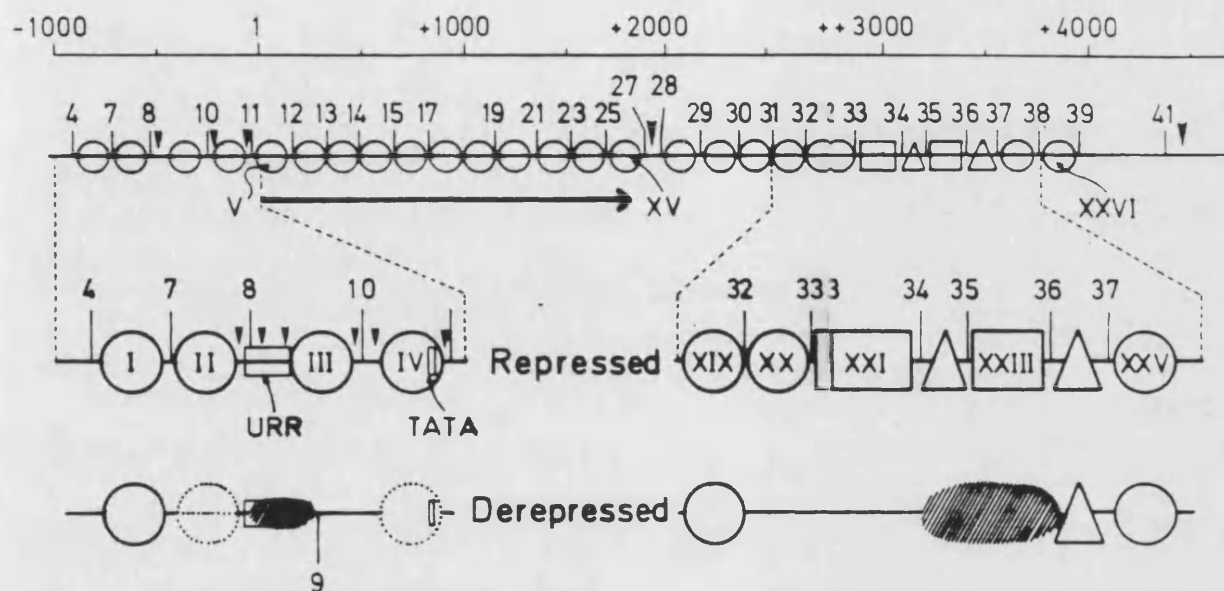 -1000 1 +1000 +2000 ++3000 +4000
4 7 8 10 11 12 13 14 15 17 19 21 23 25 27 28 29 30 31 32 33 34 35 36 37 38 39 41
V XV XXVI
4 7 8 10 32 33 3 34 35 36 37
I II III IV Repressed XIX XX XXI XXIII XXV
URR TATA
Derepressed
9